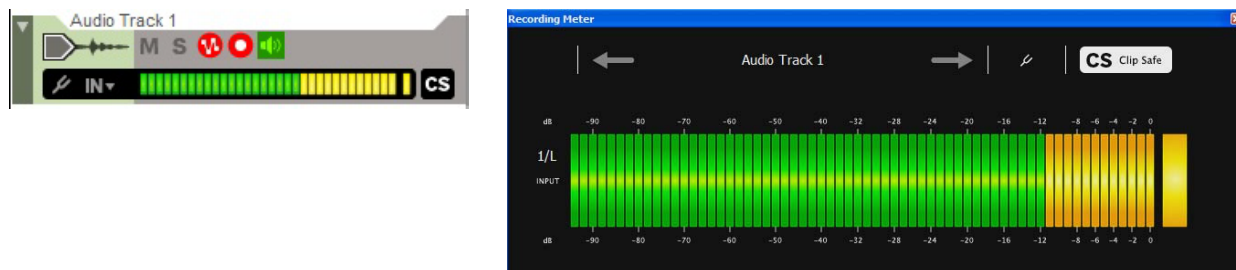 Audio Track 1
M S
IN
CS
Recording Meter
Audio Track 1
CS Clip Safe
dB -90 -80 -70 -60 -50 -40 -32 -28 -24 -20 -16 -12 -8 -6 -4 -2 0
1/L
INPUT
dB -90 -80 -70 -60 -50 -40 -32 -28 -24 -20 -16 -12 -8 -6 -4 -2 0